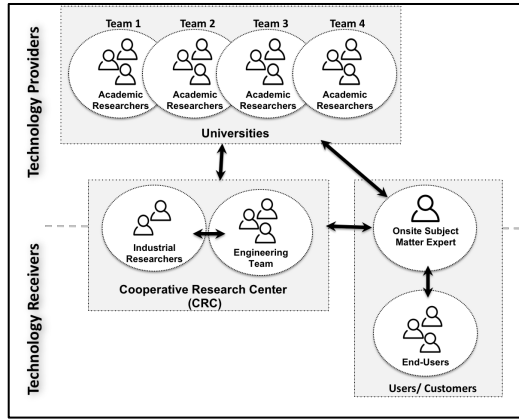 Technology Providers
Team 1
Team 2
Team 3
Team 4
Academic
Researchers
Academic
Researchers
Academic
Researchers
Academic
Researchers
Universities
Technology Receivers
Industrial
Researchers
Engineering
Team
Cooperative Research Center
(CRC)
Onsite Subject
Matter Expert
End-Users
Users/ Customers